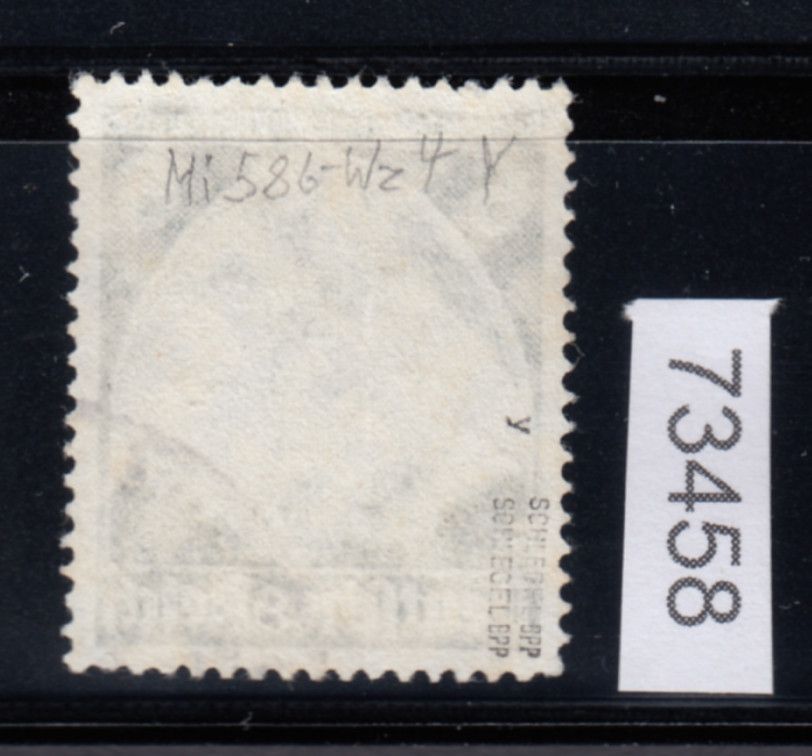 Mi 586-Wz 4 Y
y
SCHLEGEL BPP
SCHLEGEL BPP
73458